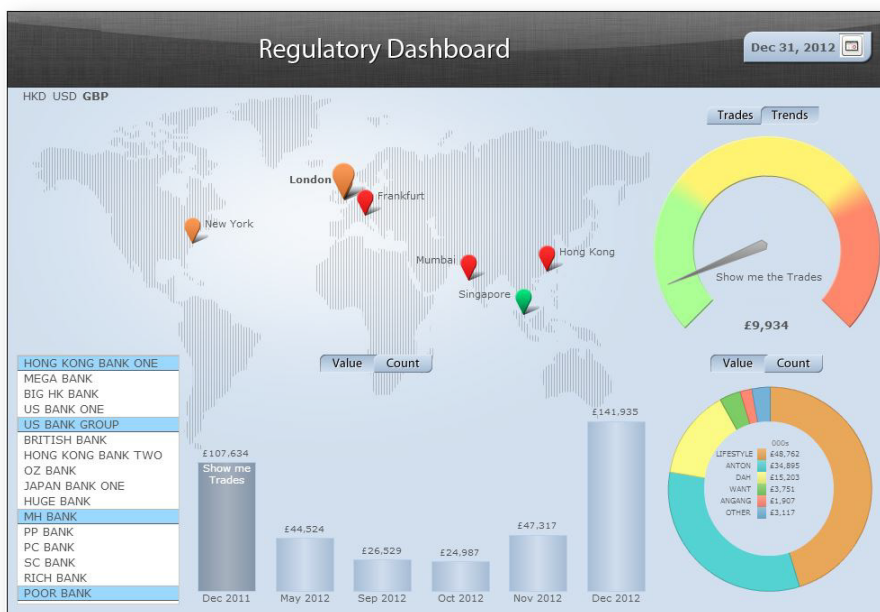 Regulatory Dashboard
Dec 31, 2012
HKD USD GBP
Trades Trends
London
Frankfurt
New York
Mumbai
Hong Kong
Singapore
Show me the Trades
£9,934
HONG KONG BANK ONE
MEGA BANK
BIG HK BANK
US BANK ONE
US BANK GROUP
BRITISH BANK
HONG KONG BANK TWO
OZ BANK
JAPAN BANK ONE
HUGE BANK
MH BANK
PP BANK
PC BANK
SC BANK
RICH BANK
POOR BANK
Value Count
£107,634
Show me
Trades
£44,524
£26,529
£24,987
£47,317
£141,935
Dec 2011 May 2012 Sep 2012 Oct 2012 Nov 2012 Dec 2012
Value Count
000s
LIFESTYLE £48,762
ANTON £34,895
DAH £15,203
WANT £3,751
ANGANG £1,907
OTHER £3,117